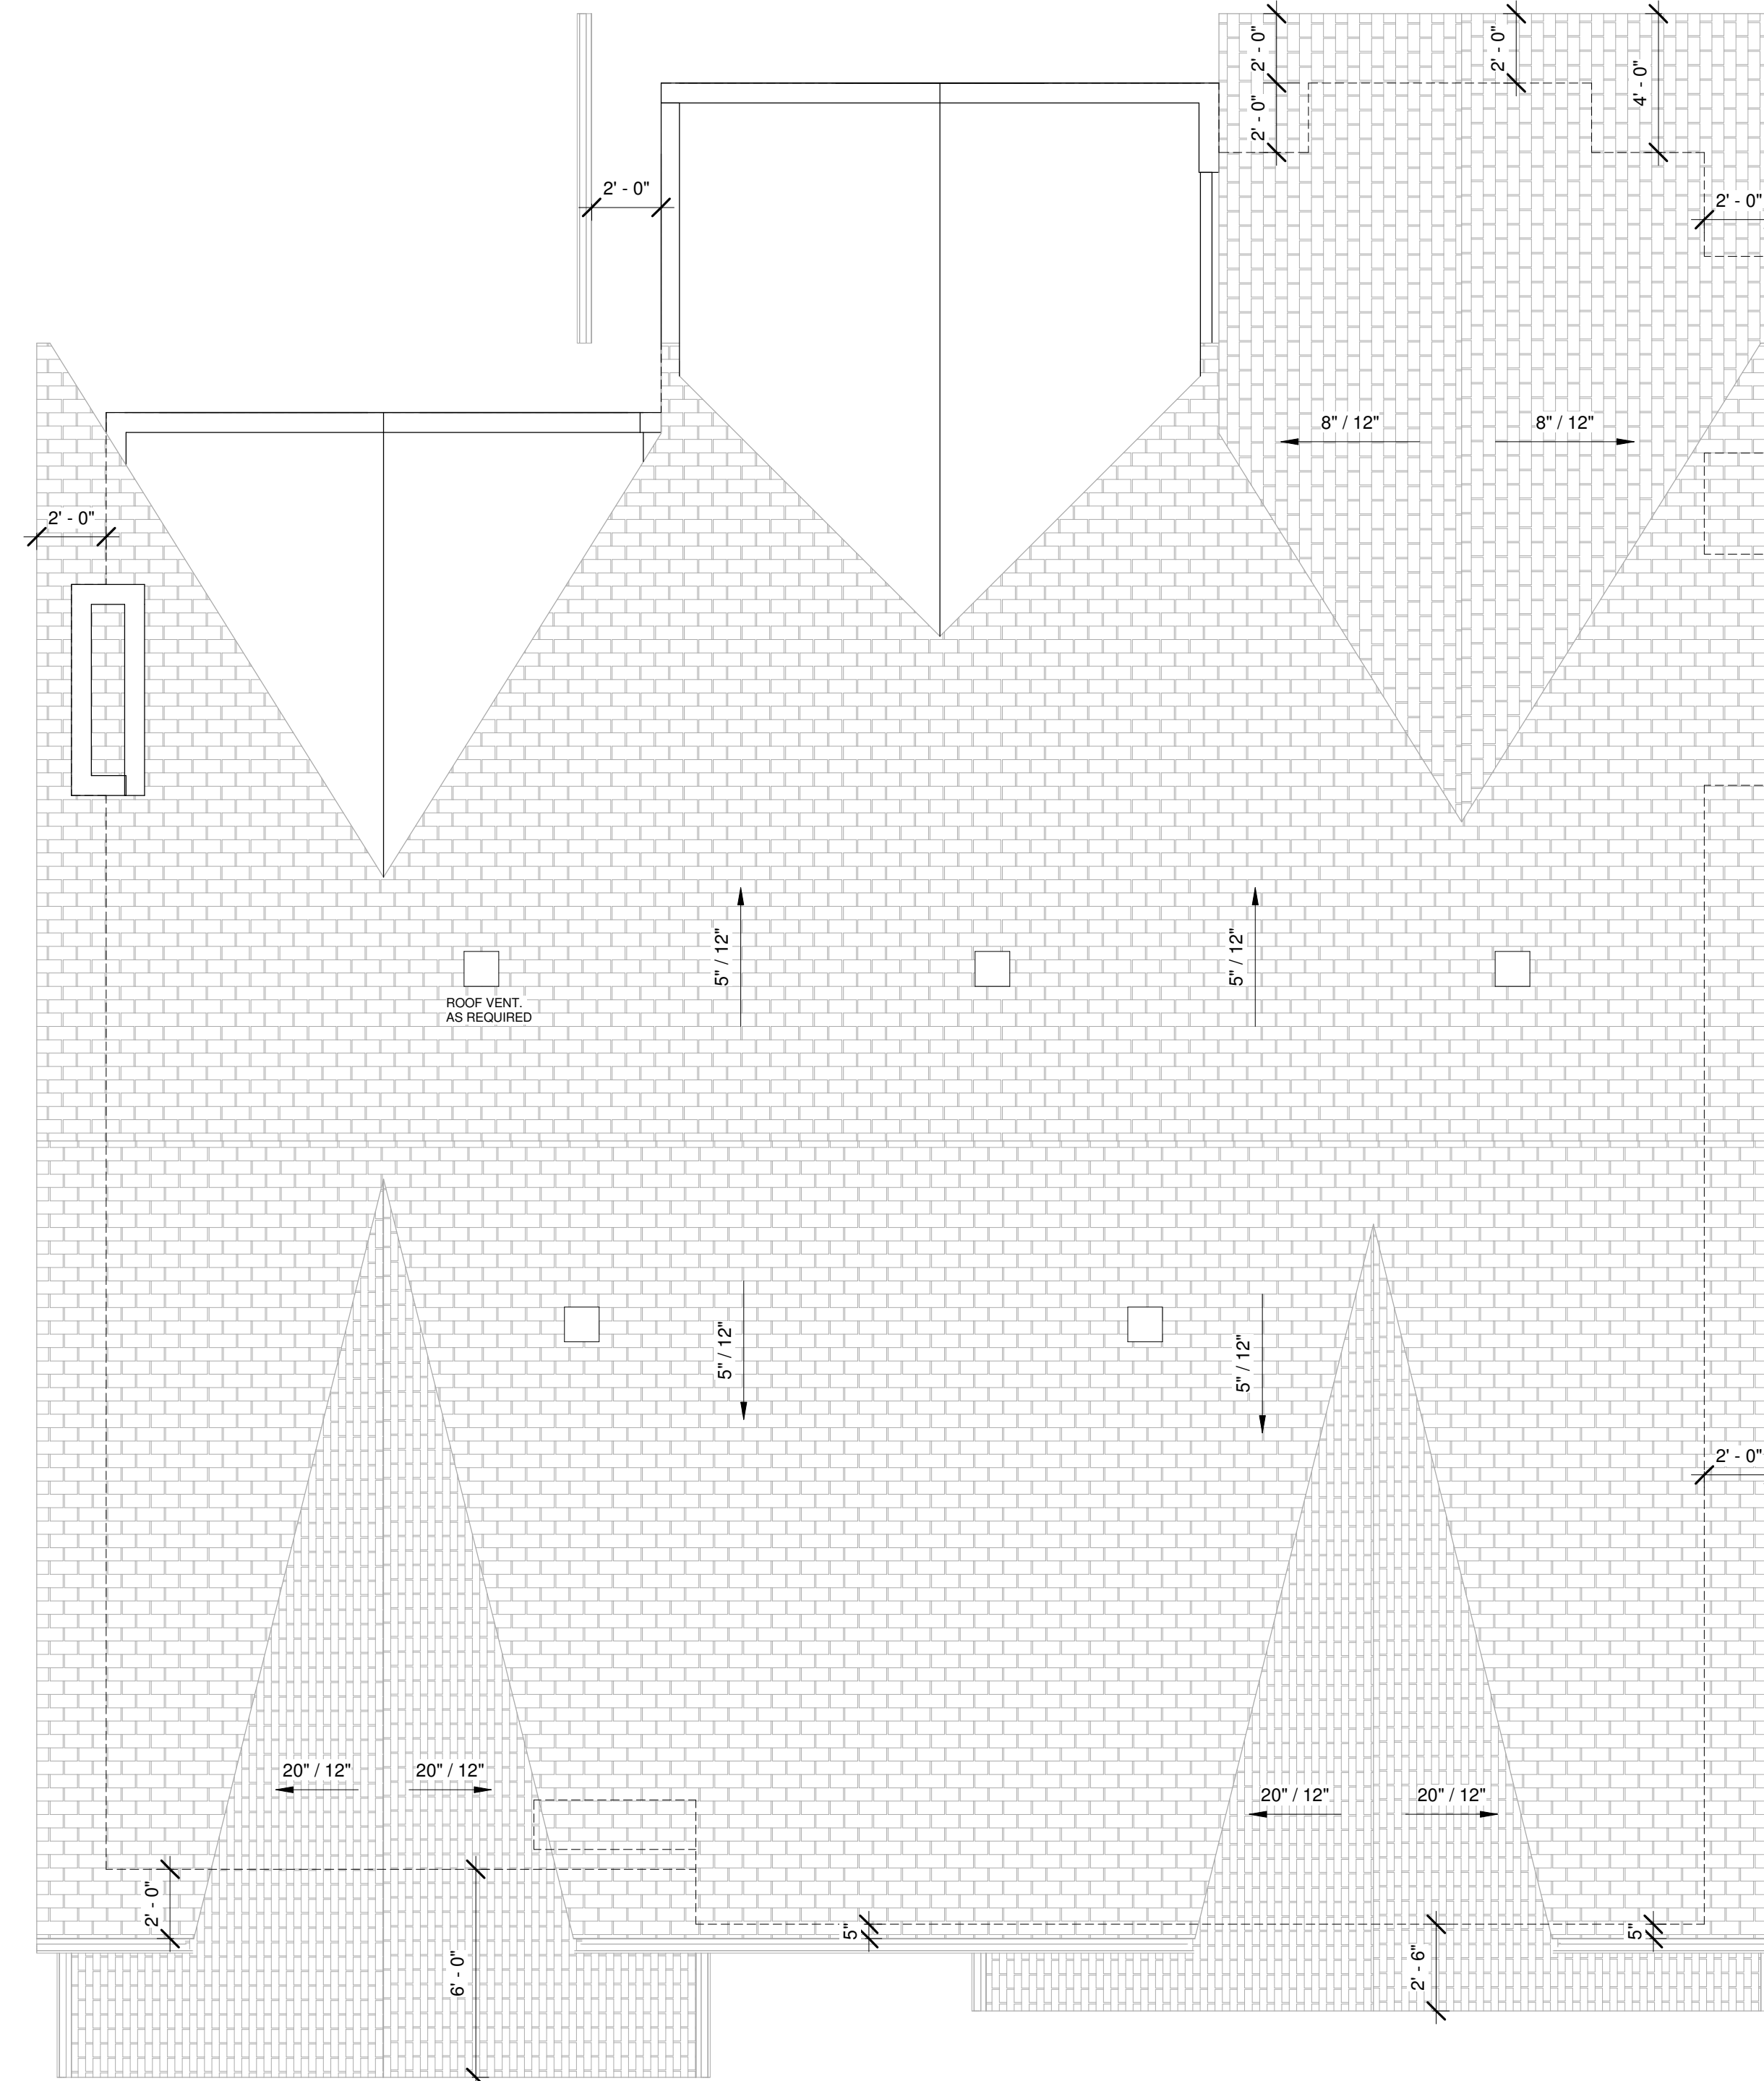 2' - 0"
2' - 0"
4' - 0"
2' - 0"
2' - 0"
2' - 0"
8" / 12"
8" / 12"
2' - 0"
5" / 12"
5" / 12"
ROOF VENT.
AS REQUIRED
5" / 12"
5" / 12"
2' - 0"
20" / 12"
20" / 12"
20" / 12"
20" / 12"
2' - 0"
5"
5"
6' - 0"
2' - 6"